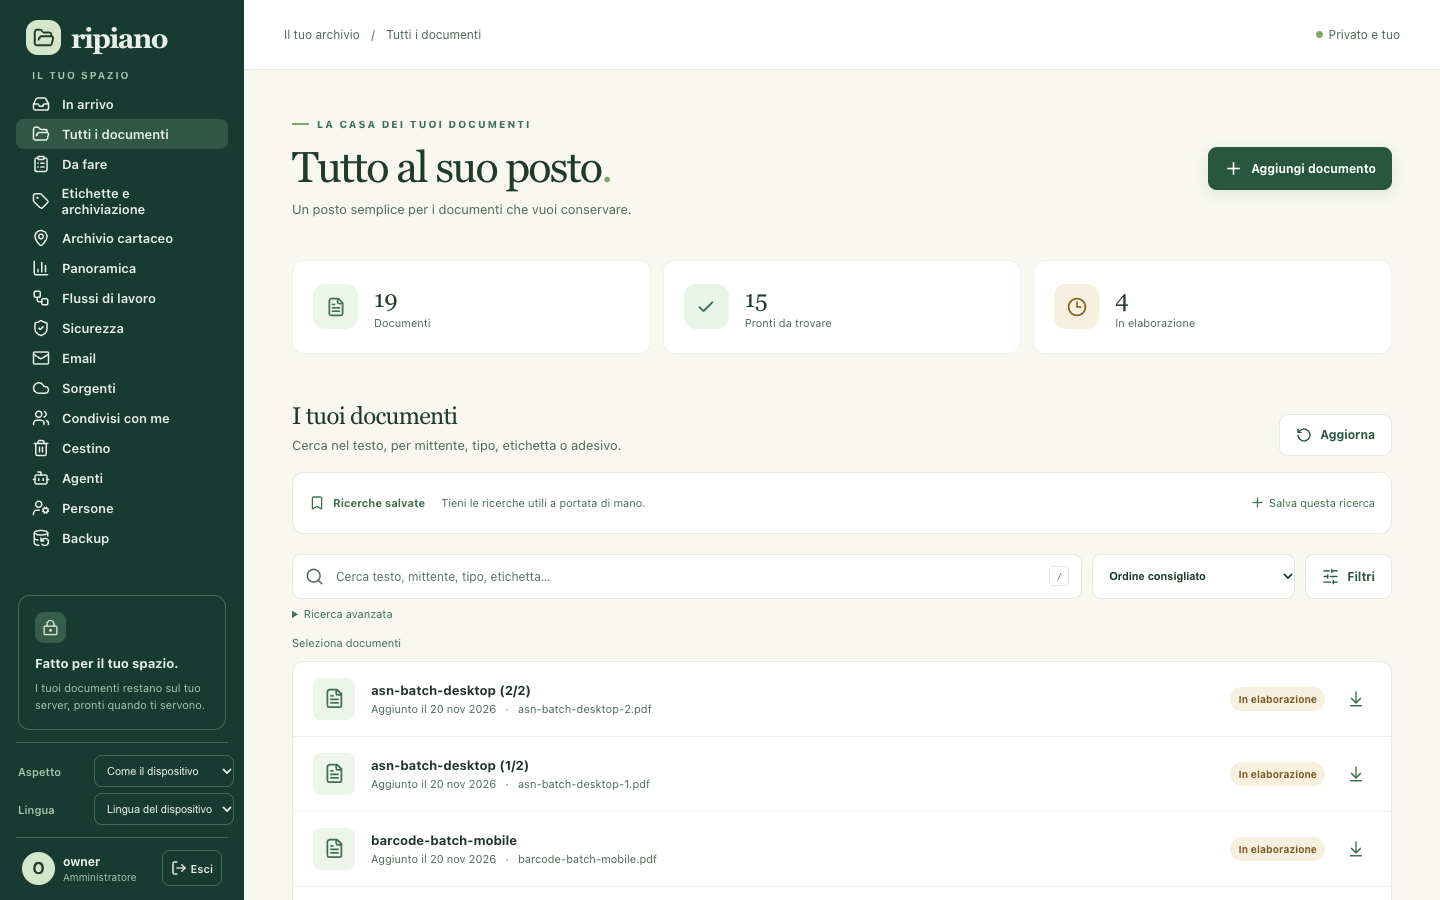 ripiano
IL TUO SPAZIO
In arrivo
Tutti i documenti
Da fare
Etichette e
archiviazione
Archivio cartaceo
Panoramica
Flussi di lavoro
Sicurezza
Email
Sorgenti
Condivisi con me
Cestino
Agenti
Persone
Backup
Fatto per il tuo spazio.
I tuoi documenti restano sul tuo
server, pronti quando ti servono.
Aspetto
Come il dispositivo
Lingua
Lingua del dispositivo
O
owner
Amministratore
Esci
Il tuo archivio / Tutti i documenti
Privato e tuo
LA CASA DEI TUOI DOCUMENTI
Tutto al suo posto.
Un posto semplice per i documenti che vuoi conservare.
Aggiungi documento
19
Documenti
15
Pronti da trovare
4
In elaborazione
I tuoi documenti
Cerca nel testo, per mittente, tipo, etichetta o adesivo.
Aggiorna
Ricerche salvate
Tieni le ricerche utili a portata di mano.
Salva questa ricerca
Cerca testo, mittente, tipo, etichetta...
/
Ordine consigliato
Filtri
Ricerca avanzata
Seleziona documenti
asn-batch-desktop (2/2)
Aggiunto il 20 nov 2026 · asn-batch-desktop-2.pdf
In elaborazione
asn-batch-desktop (1/2)
Aggiunto il 20 nov 2026 · asn-batch-desktop-1.pdf
In elaborazione
barcode-batch-mobile
Aggiunto il 20 nov 2026 · barcode-batch-mobile.pdf
In elaborazione